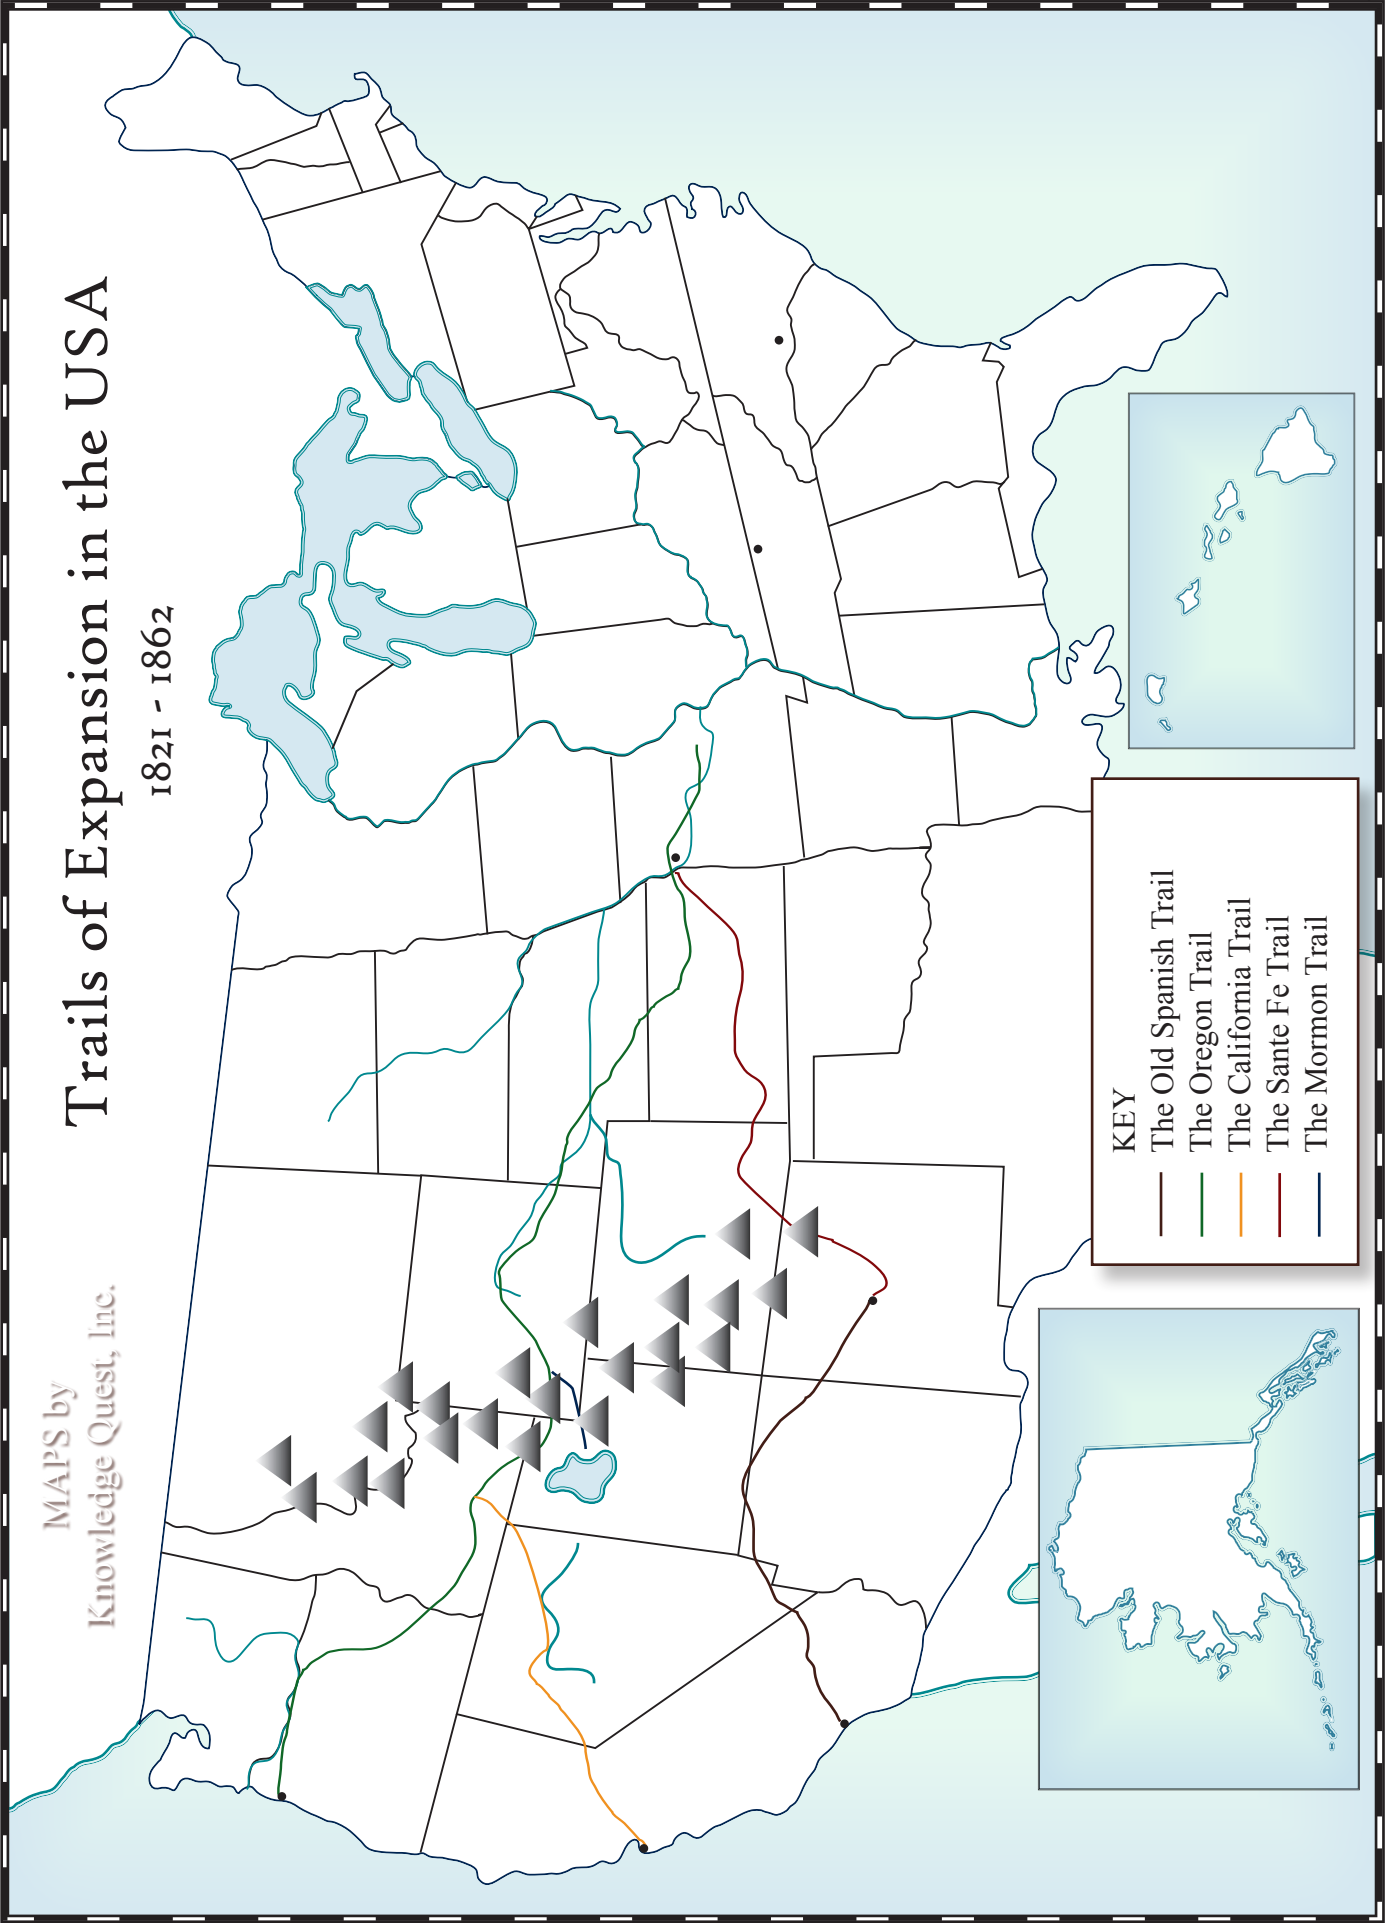 Trails of Expansion in the USA
1821 - 1862
MAPS by
Knowledge Quest, Inc.
KEY
The Old Spanish Trail
The Oregon Trail
The California Trail
The Sante Fe Trail
The Mormon Trail